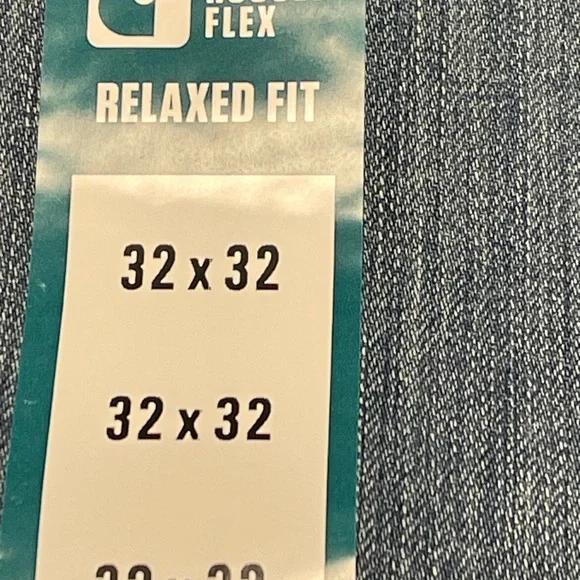 FLEX
RELAXED FIT
32 x 32
32 x 32